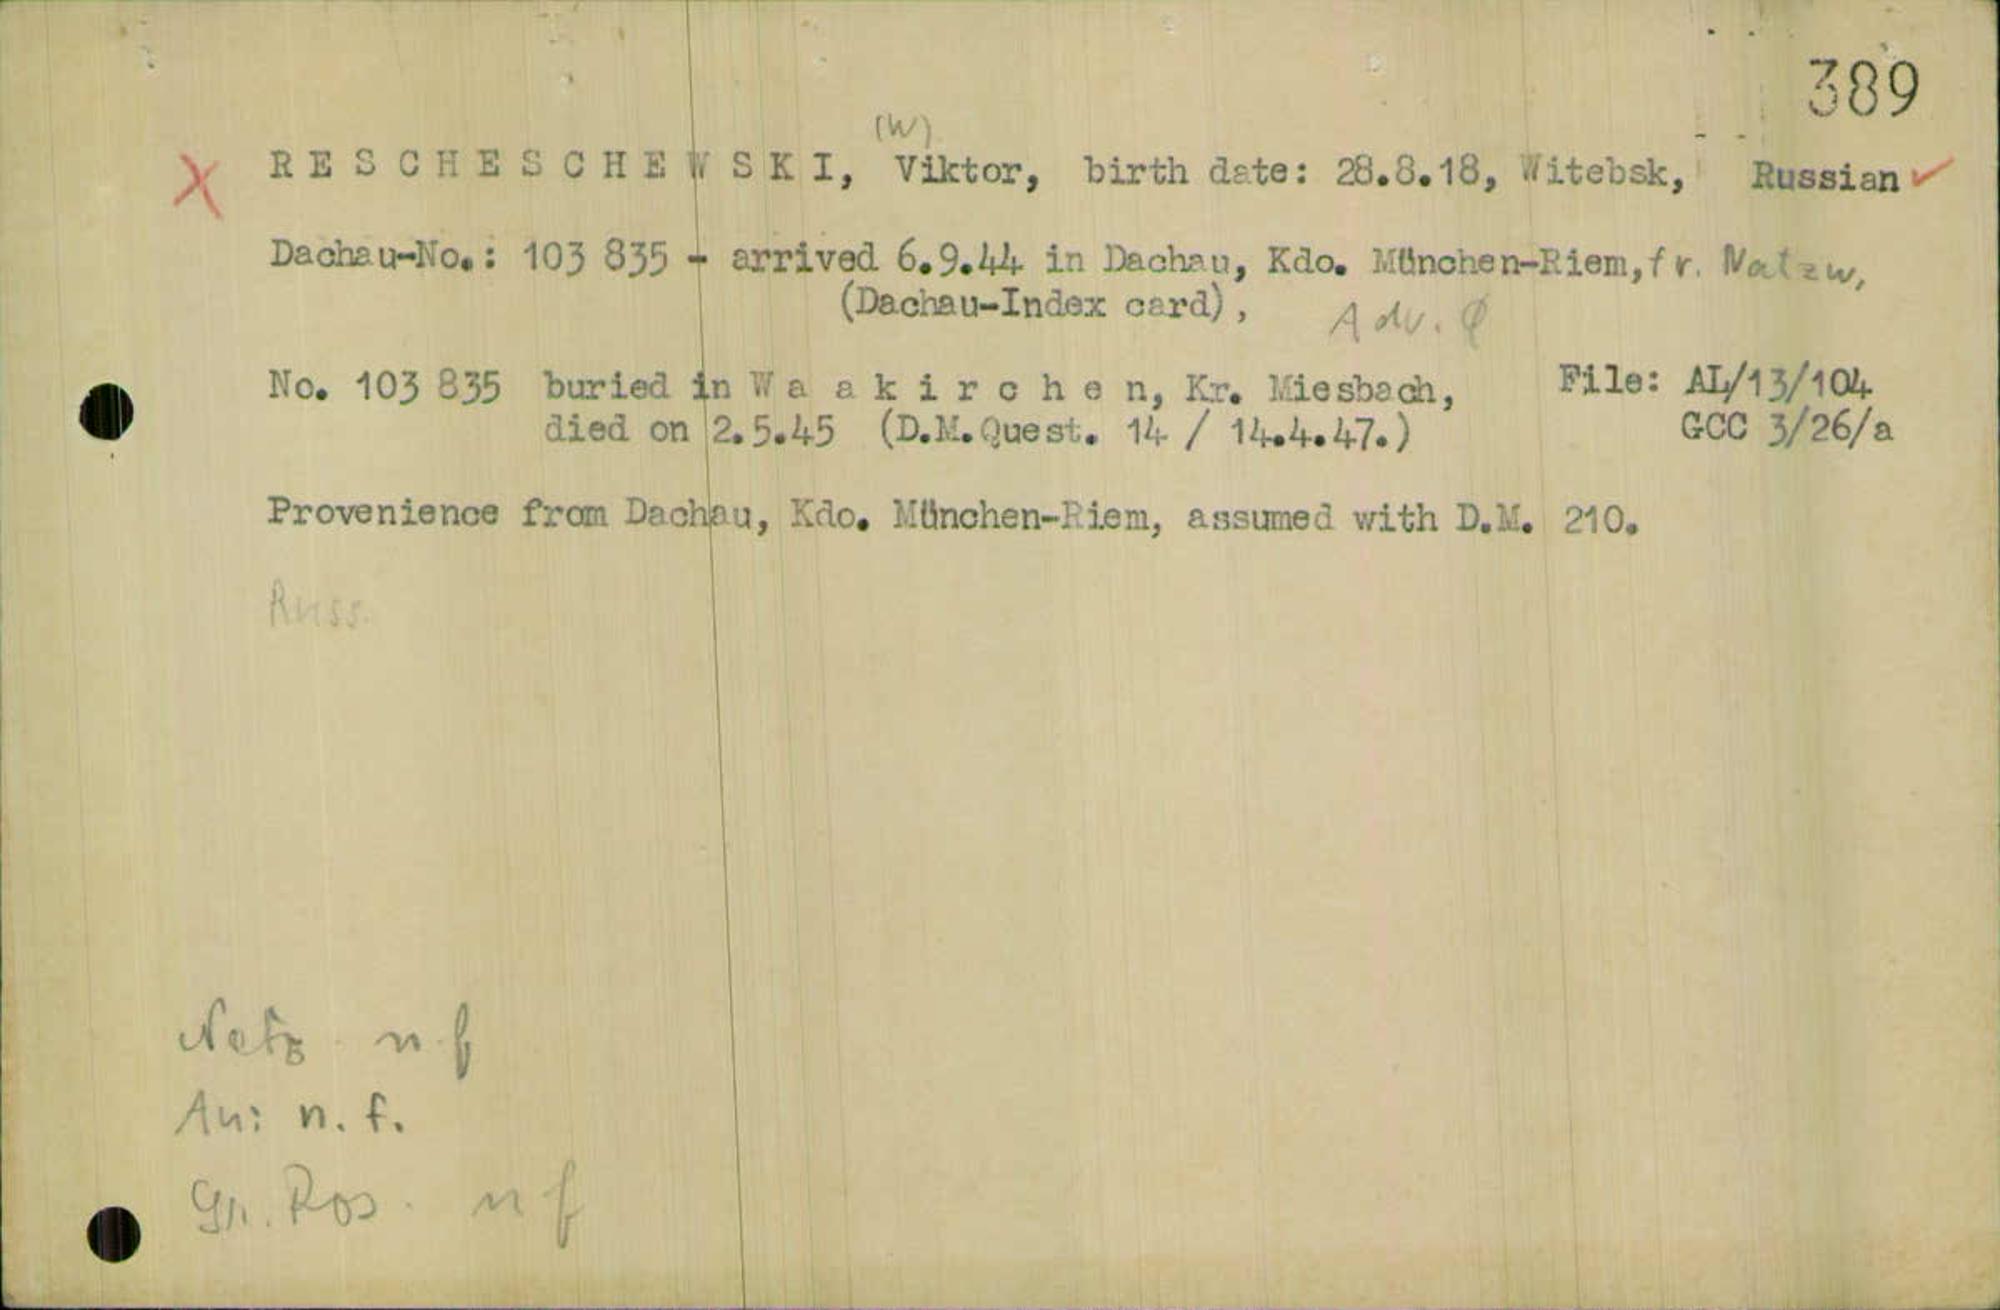 389
(W)
RESCHESCHEWSKI, Viktor, birth date: 28.8.18, Witebsk, Russian
Dachau-No.: 103 835 - arrived 6.9.44 in Dachau, Kdo. München-Riem, fr. Natzw,
(Dachau-Index card), Adv.
No. 103 835 buried in W a a k i r c h e n, Kr. Miesbach, File: AL/13/104
died on 2.5.45 (D.M.Quest. 14 / 14.4.47.) GCC 3/26/a
Provenience from Dachau, Kdo. München-Riem, assumed with D.M. 210.
Russ.
Natz n.f
Au: n. f.
Gr. Ros. n f